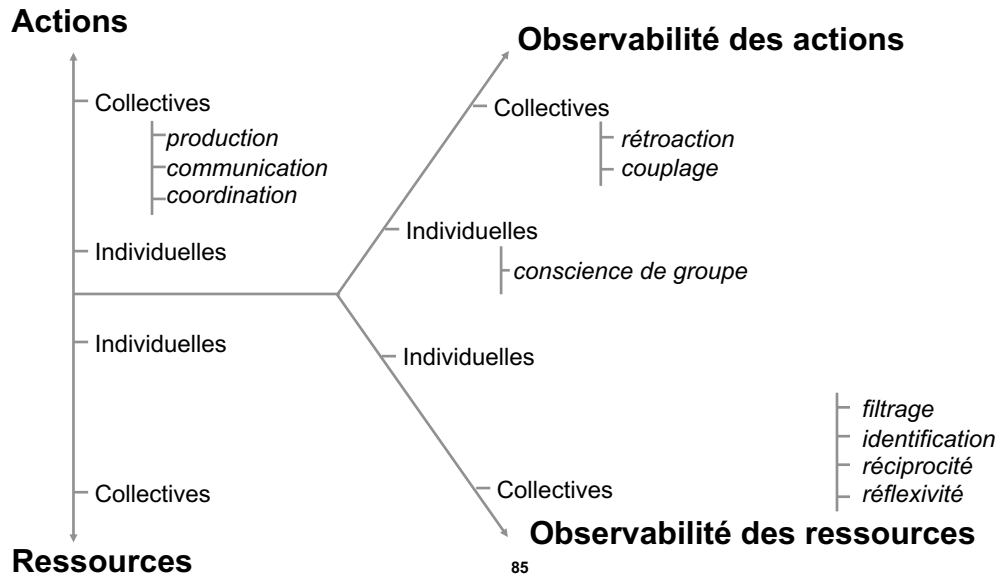 Actions
Collectives
production
communication
coordination
Individuelles
Individuelles
Collectives
Ressources
Observabilité des actions
Collectives
rétroaction
couplage
Individuelles
conscience de groupe
Individuelles
Collectives
filtrage
identification
réciprocité
réflexivité
Observabilité des ressources
85